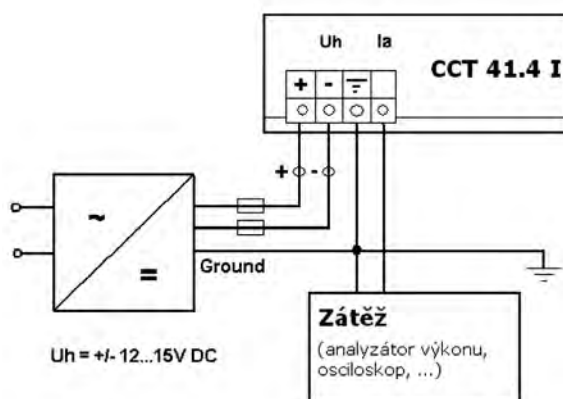 Uh Ia
CCT 41.4 I
+ -
+ -
~
=
Ground
Uh = +/- 12...15V DC
Zátěž
(analyzátor výkonu,
osciloskop, ...)